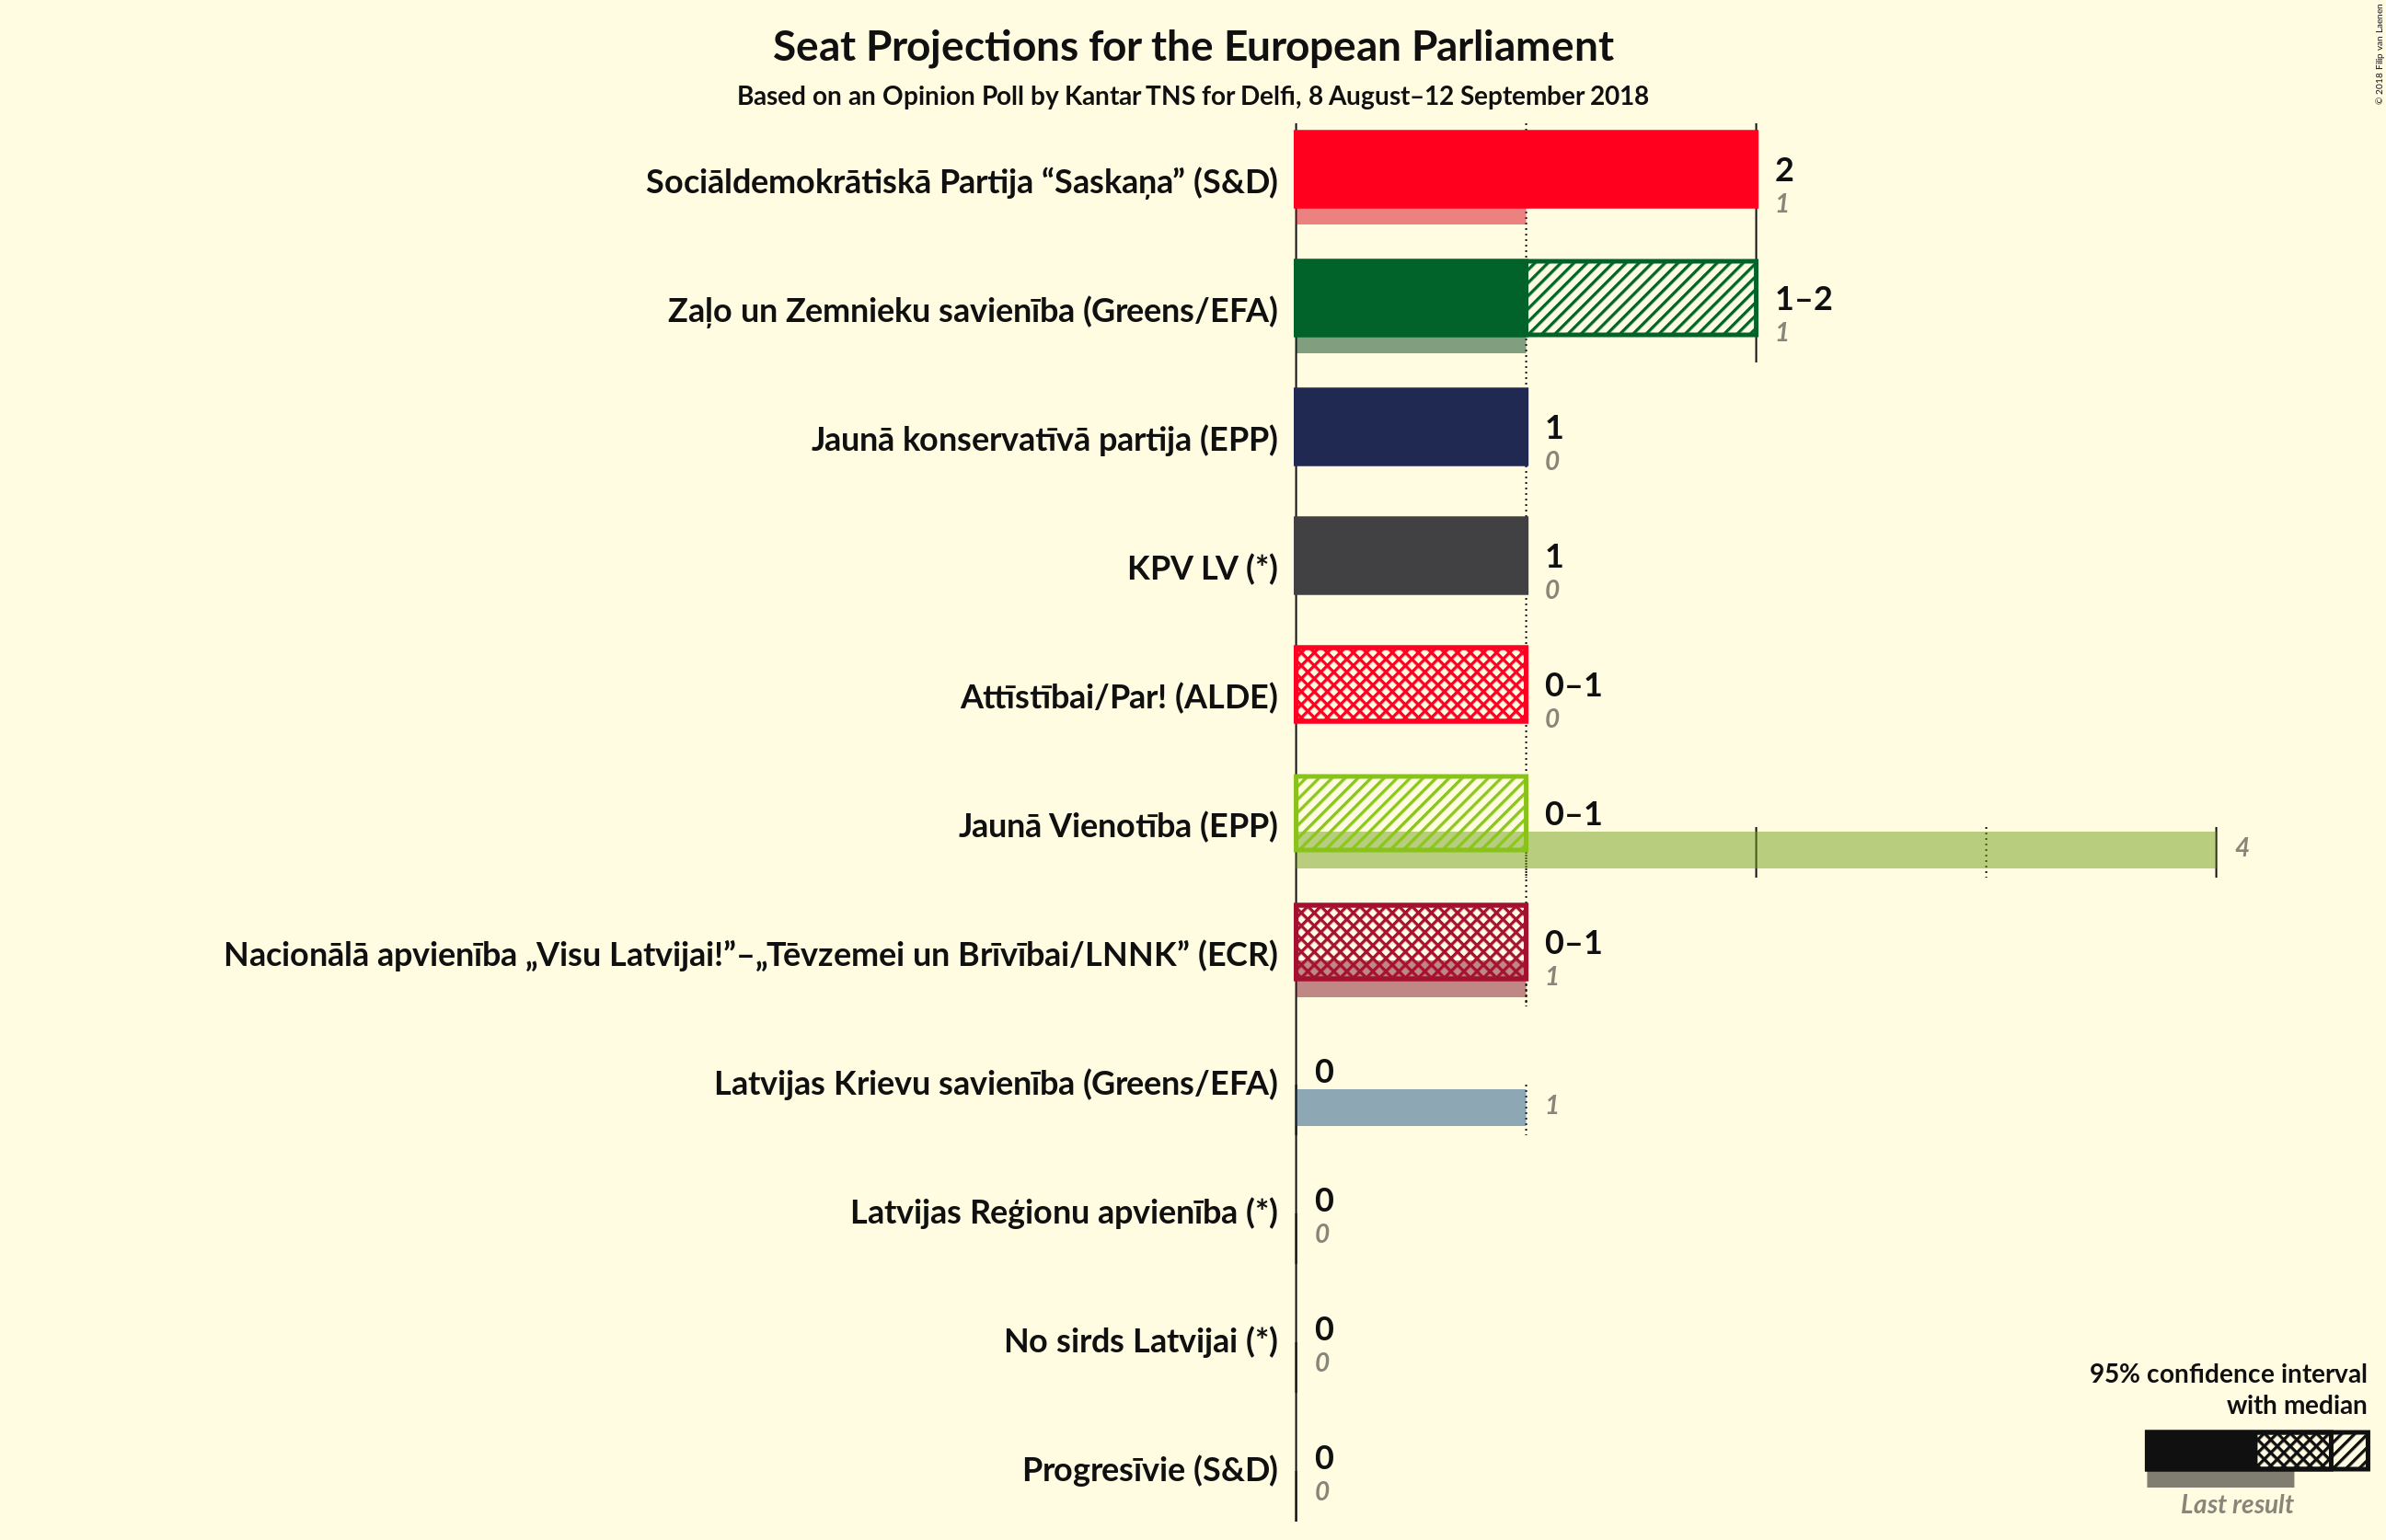 Seat Projections for the European Parliament
Based on an Opinion Poll by Kantar TNS for Delfi, 8 August–12 September 2018
© 2018 Filip van Laenen
Sociāldemokrātiskā Partija “Saskaņa” (S&D)
2
1
Zaļo un Zemnieku savienība (Greens/EFA)
1–2
1
Jaunā konservatīvā partija (EPP)
1
0
KPV LV (*)
1
0
Attīstībai/Par! (ALDE)
0–1
0
Jaunā Vienotība (EPP)
0–1
4
Nacionālā apvienība „Visu Latvijai!”–„Tēvzemei un Brīvībai/LNNK” (ECR)
0–1
1
Latvijas Krievu savienība (Greens/EFA)
0
1
Latvijas Reģionu apvienība (*)
0
0
No sirds Latvijai (*)
0
0
Progresīvie (S&D)
0
0
95% confidence interval
with median
Last result